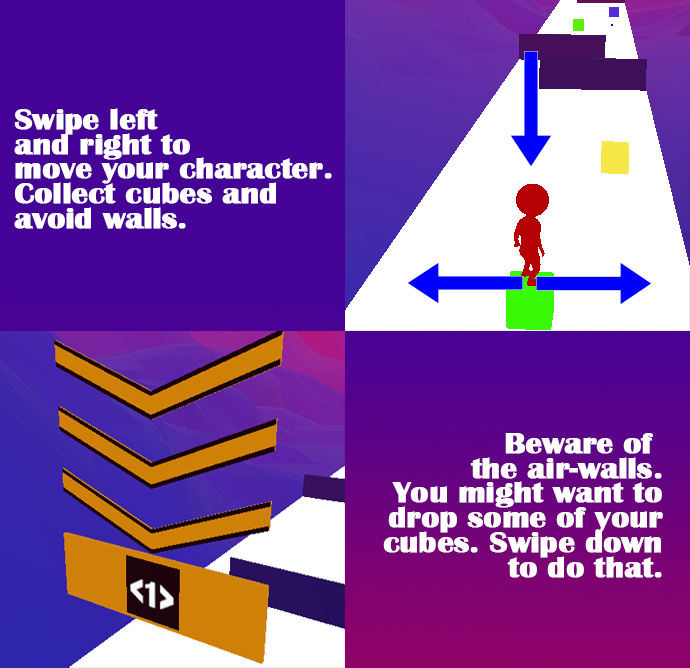 Swipe left
and right to
move your character.
Collect cubes and
avoid walls.
<1>
Beware of
the air-walls.
You might want to
drop some of your
cubes. Swipe down
to do that.